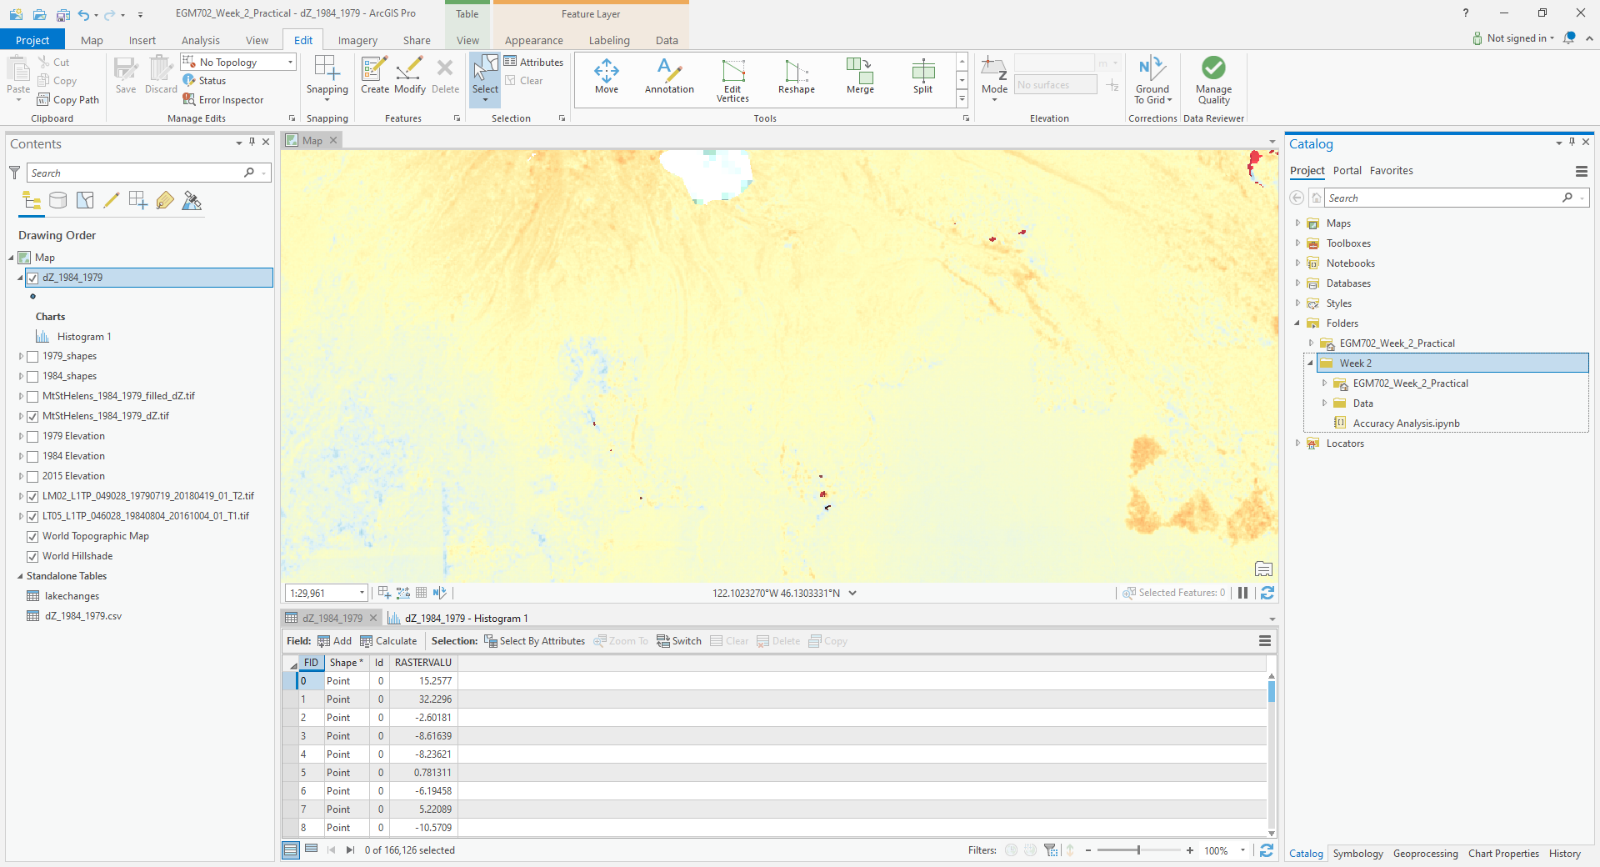 EGM702_Week_2_Practical - dZ_1984_1979 - ArcGIS Pro
Table
Feature Layer
?
Project Map Insert Analysis View Edit Imagery Share View Appearance Labeling Data
Not signed in
Paste
Cut
Copy
Copy Path
Clipboard
Save
Discard
No Topology
Status
Error Inspector
Manage Edits
Snapping
Snapping
Create
Modify
Delete
Features
Select
Attributes
Clear
Selection
Move
Annotation
Edit
Vertices
Reshape
Merge
Split
Tools
Mode
m
No surfaces
Elevation
Ground
To Grid
Corrections
Manage
Quality
Data Reviewer
Contents
Search
Drawing Order
Map
dZ_1984_1979
Charts
Histogram 1
1979_shapes
1984_shapes
MtStHelens_1984_1979_filled_dZ.tif
MtStHelens_1984_1979_dZ.tif
1979 Elevation
1984 Elevation
2015 Elevation
LM02_L1TP_049028_19790719_20180419_01_T2.tif
LT05_L1TP_046028_19840804_20161004_01_T1.tif
World Topographic Map
World Hillshade
Standalone Tables
lakechanges
dZ_1984_1979.csv
Map
1:29,961
122.1023270°W 46.1303331°N
Selected Features: 0
dZ_1984_1979
dZ_1984_1979 - Histogram 1
Field: Add Calculate Selection: Select By Attributes Zoom To Switch Clear Delete Copy
FID Shape * Id RASTERVALU
0 Point 0 15.2577
1 Point 0 32.2296
2 Point 0 -2.60181
3 Point 0 -8.61639
4 Point 0 -8.23621
5 Point 0 0.781311
6 Point 0 -6.19458
7 Point 0 5.22089
8 Point 0 -10.5709
0 of 166,126 selected
Filters:
100%
Catalog
Project Portal Favorites
Search
Maps
Toolboxes
Notebooks
Databases
Styles
Folders
EGM702_Week_2_Practical
Week 2
EGM702_Week_2_Practical
Data
Accuracy Analysis.ipynb
Locators
Catalog Symbology Geoprocessing Chart Properties History